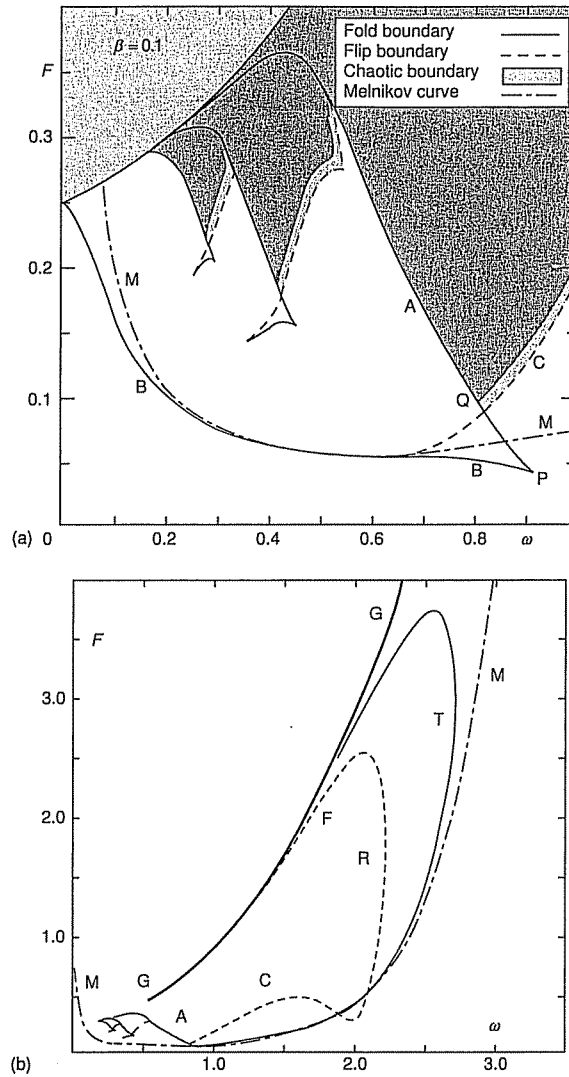 β = 0.1
F
Fold boundary
Flip boundary
Chaotic boundary
Melnikov curve
0.3
M
0.2
A
B
C
0.1
Q
M
B
P
(a)
0
0.2
0.4
0.6
0.8
ω
F
G
M
3.0
T
2.0
F
R
1.0
M
G
C
A
ω
(b)
1.0
2.0
3.0